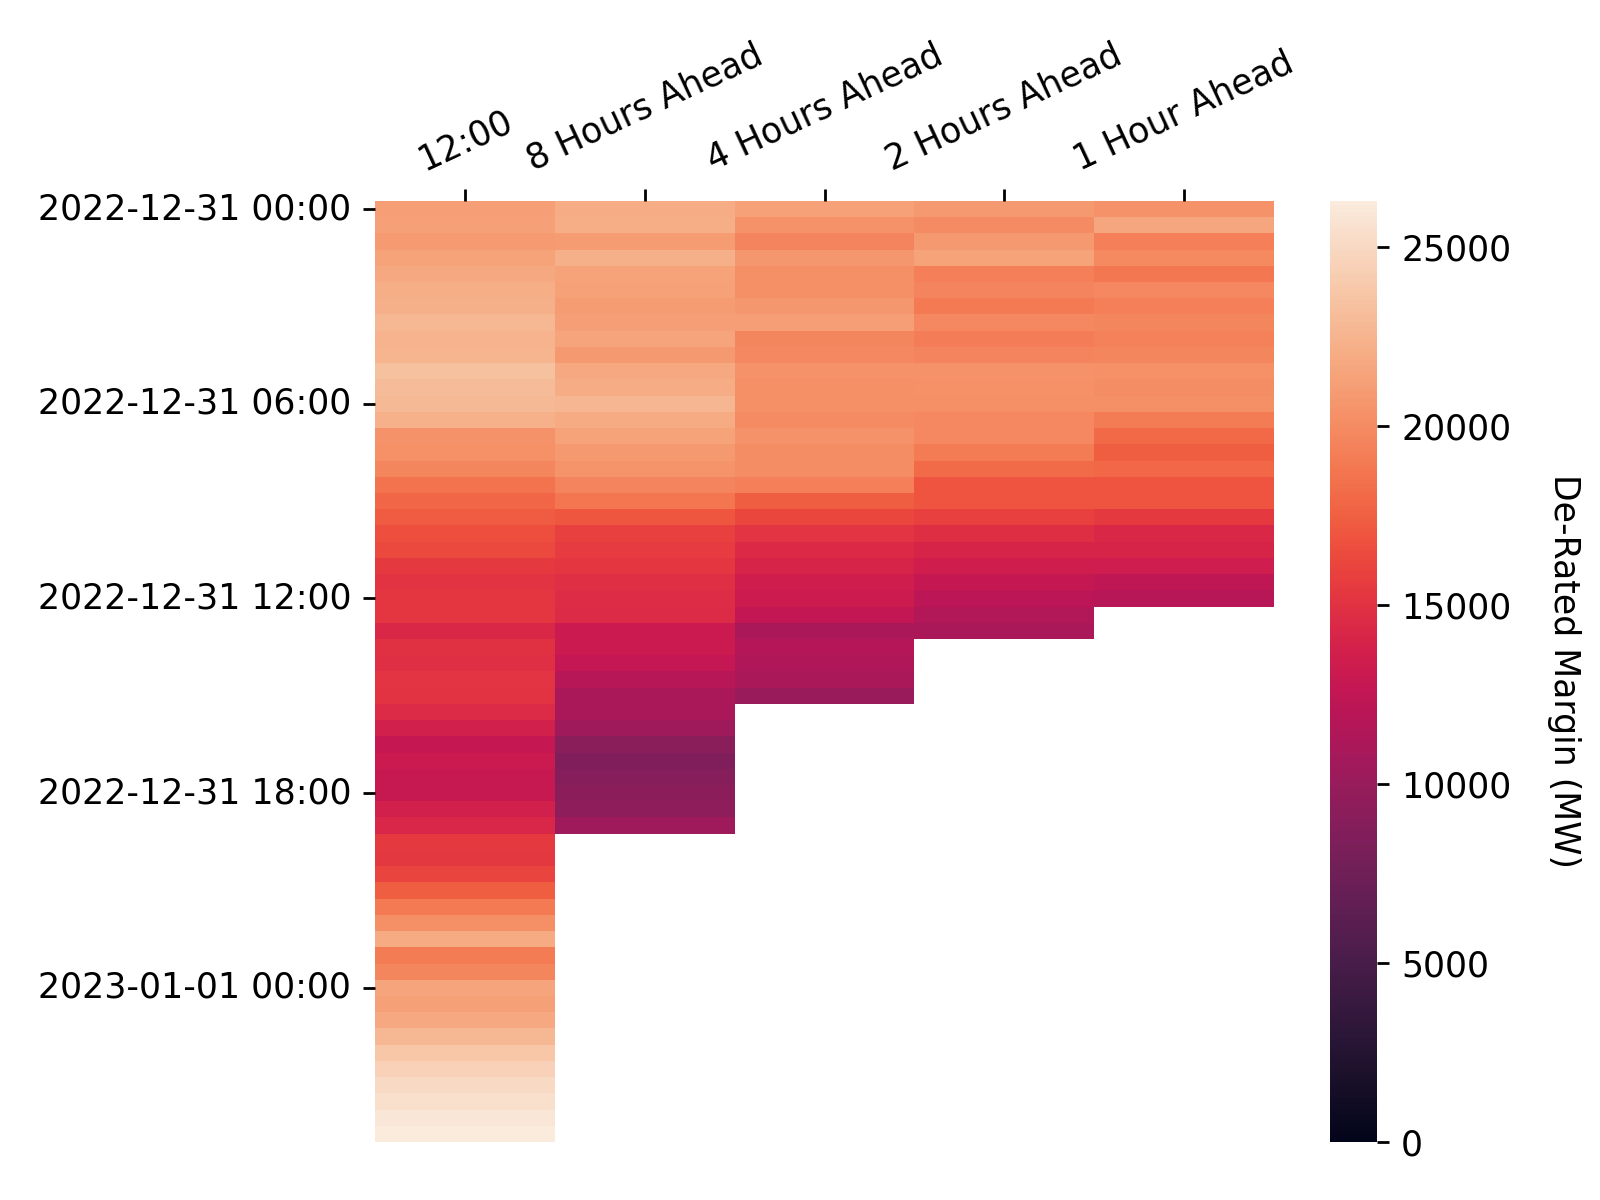 12:00
8 Hours Ahead
4 Hours Ahead
2 Hours Ahead
1 Hour Ahead
2022-12-31 00:00
2022-12-31 06:00
2022-12-31 12:00
2022-12-31 18:00
2023-01-01 00:00
25000
20000
15000
10000
5000
0
De-Rated Margin (MW)